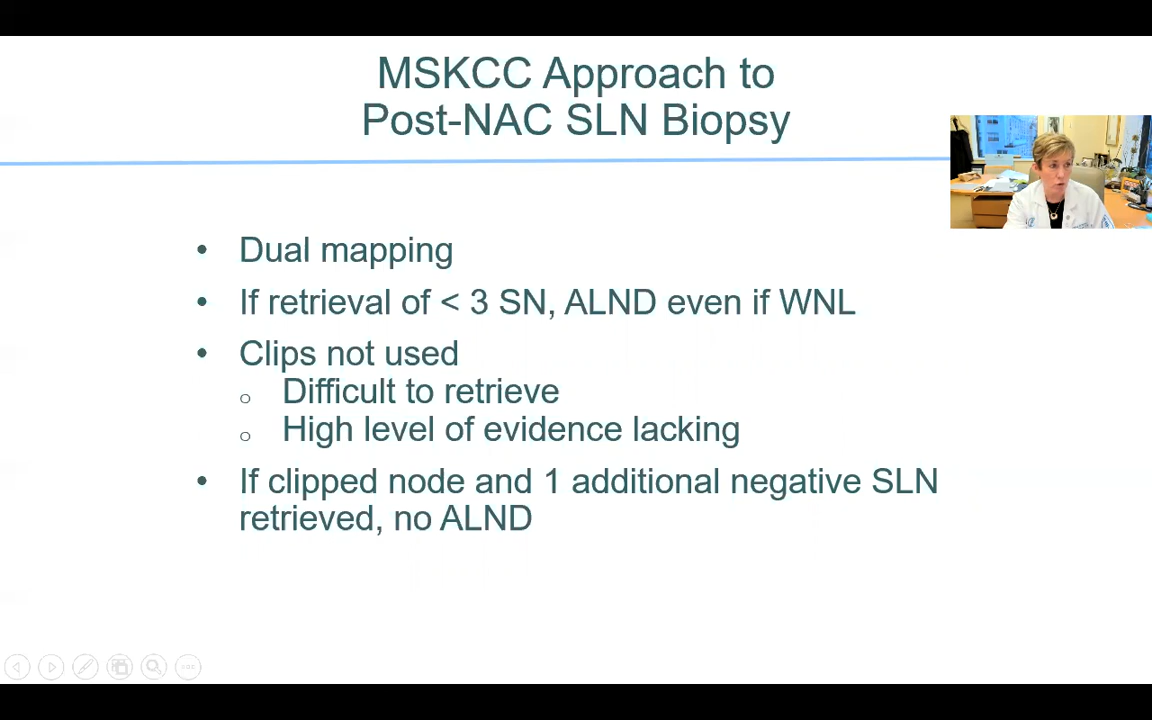 MSKCC Approach to
Post-NAC SLN Biopsy
• Dual mapping
• If retrieval of < 3 SN, ALND even if WNL
• Clips not used
o Difficult to retrieve
o High level of evidence lacking
• If clipped node and 1 additional negative SLN
retrieved, no ALND